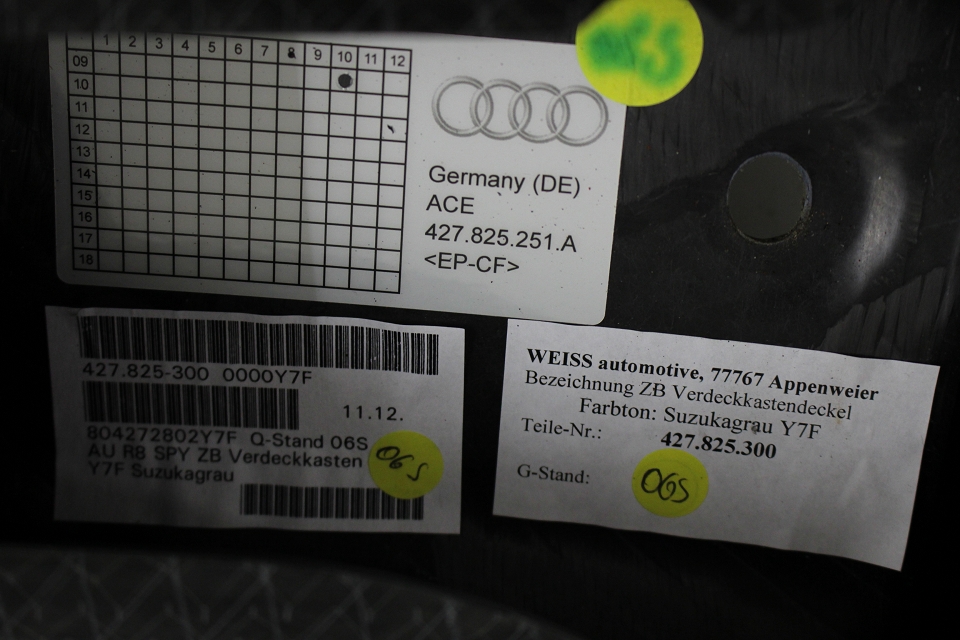 1 2 3 4 5 6 7 8 9 10 11 12
09
10
11
12
13
14
15
16
17
18
Germany (DE)
ACE
427.825.251.A
<EP-CF>
06S
427.825-300 0000Y7F
11.12.
804272802Y7F Q-Stand 06S
AU R8 SPY ZB Verdeckkasten
Y7F Suzukagrau
06S
WEISS automotive, 77767 Appenweier
Bezeichnung ZB Verdeckkastendeckel
Farbton: Suzukagrau Y7F
Teile-Nr.: 427.825.300
G-Stand: 06S